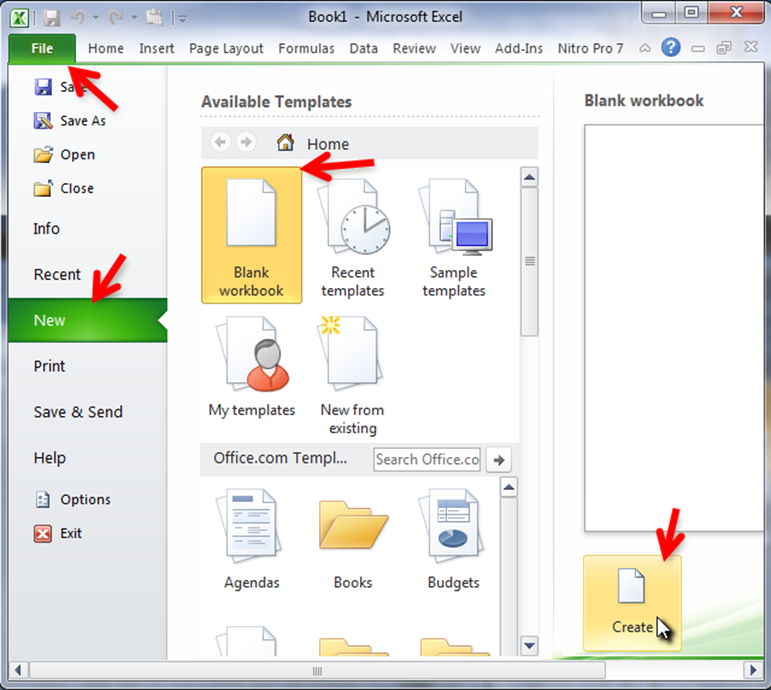 Book1 - Microsoft Excel
File Home Insert Page Layout Formulas Data Review View Add-Ins Nitro Pro 7
Save
Save As
Open
Close
Info
Recent
New
Print
Save & Send
Help
Options
Exit
Available Templates
Home
Blank
workbook
Recent
templates
Sample
templates
My templates
New from
existing
Office.com Templ... Search Office.co
Agendas
Books
Budgets
Blank workbook
Create